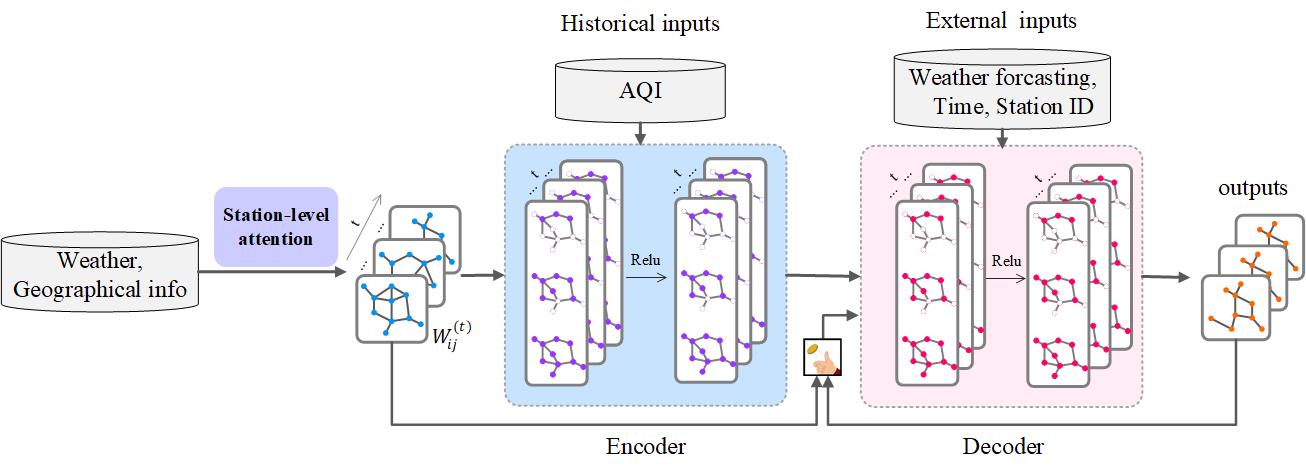 Historical inputs
External inputs
AQI
Weather forcasting,
Time, Station ID
Station-level
attention
t
Weather,
Geographical info
W_{ij}^{(t)}
t
Relu
t
t
Relu
t
outputs
Encoder
Decoder